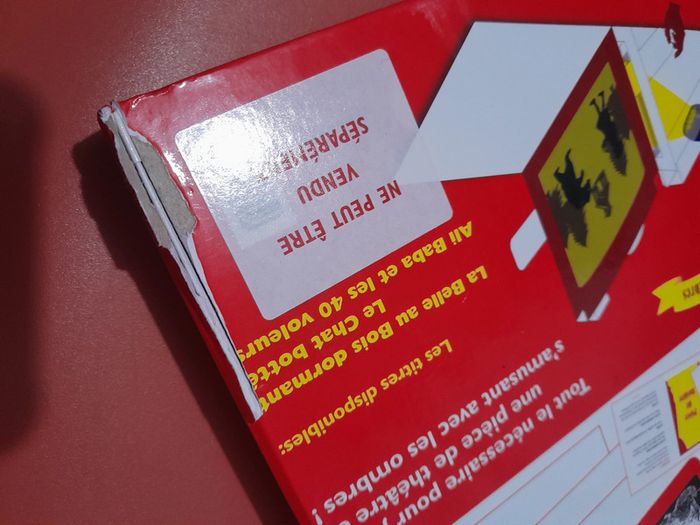 Tout le nécessaire pour
une pièce de théâtre
s'amusant avec les ombres !
Les titres disponibles:
La Belle au Bois dormant
Le Chat botté
Ali Baba et les 40 voleurs
NE PEUT ÊTRE
VENDU
SÉPARÉMENT